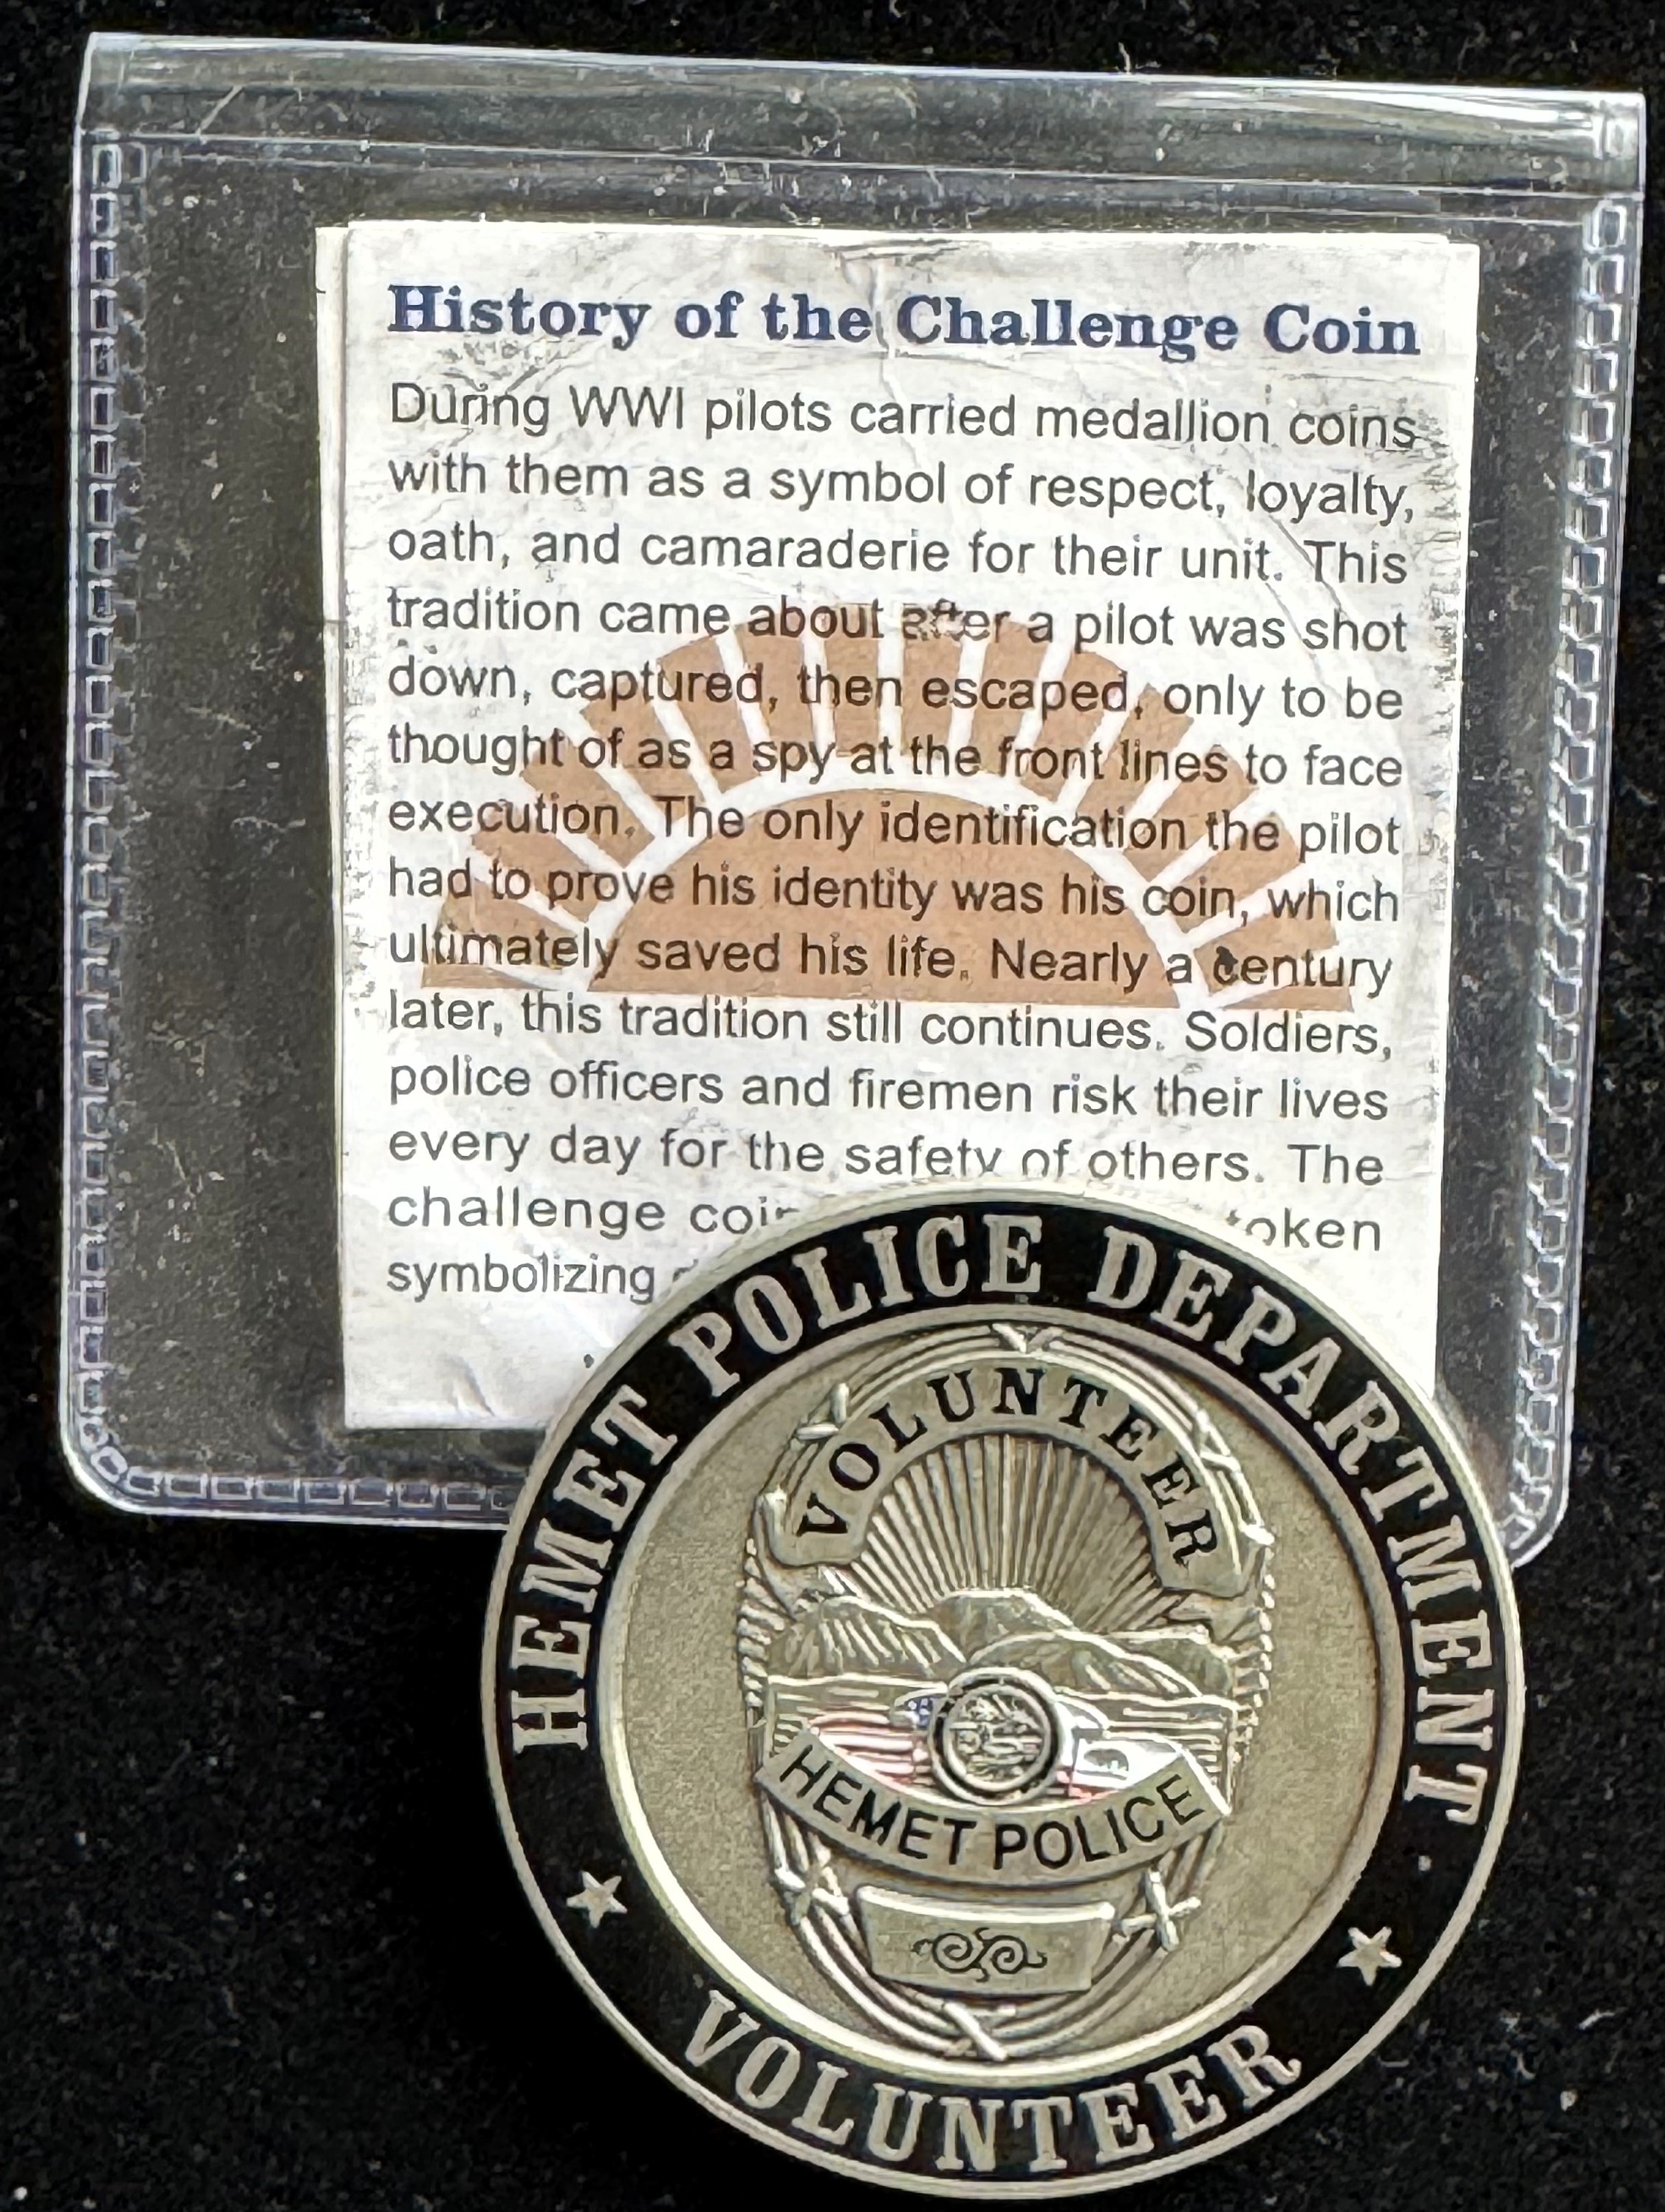 History of the Challenge Coin
During WWI pilots carried medallion coins
with them as a symbol of respect, loyalty,
oath, and camaraderie for their unit. This
tradition came about after a pilot was shot
down, captured, then escaped, only to be
thought of as a spy at the front lines to face
execution. The only identification the pilot
had to prove his identity was his coin, which
ultimately saved his life. Nearly a century
later, this tradition still continues. Soldiers,
police officers and firemen risk their lives
every day for the safety of others. The
challenge
symbolizing
HEMET POLICE DEPARTMENT
VOLUNTEER
HEMET POLICE
VOLUNTEER